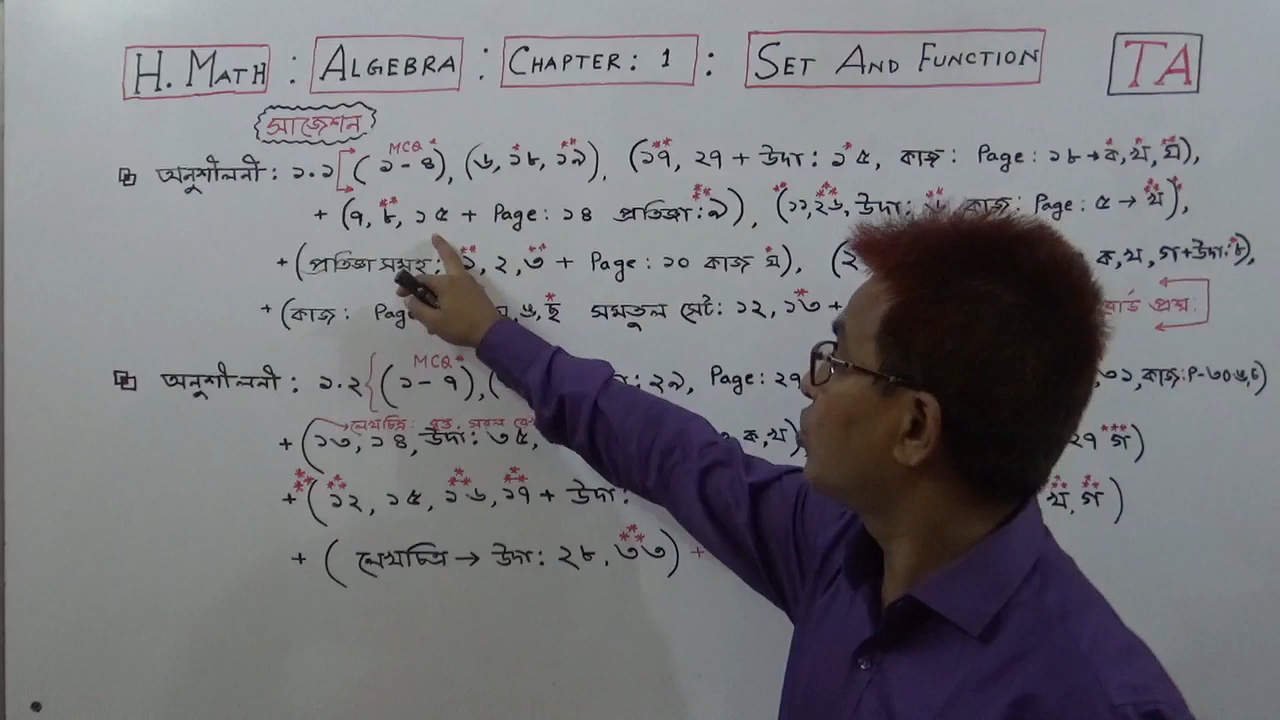 H. MATH : ALGEBRA : CHAPTER: 1 : SET AND FUNCTION TA
সাজেশন
MCQ*
অনুশীলনী: ১.১ (১-৪), (৬, ১৮, ১৯), (১৭, ২৭ + উদা: ১৫, কাজ: Page: ১৮→ক, খ, ঘ),
+ (৭, ৮, ১৫ + Page: ১৪ প্রতিজ্ঞা: ৯), (১১, ২৬, উদা: ৬ কাজ: Page: ৫ → খ),
+ (প্রতিজ্ঞা সমূহ: ১, ২, ৩ + Page: ১০ কাজ ঘ), (২ ক, খ, গ+উদা: ৮),
+ (কাজ: Page ঙ, ছ সমতুল সেট: ১২, ১৩ + বোর্ড প্রশ্ন:
MCQ*
অনুশীলনী: ১.২ (১-৭), ( : ২৯, Page: ২৭ ,৩১, কাজ:P-৩০ঙ,চ)
লেখচিত্র: বৃত্ত, সরল
+ (১৩, ১৪, উদা: ৩৫, ক, খ) ২৭ গ)
+ (১২, ১৫, ১৬, ১৭ + উদা: খ, গ)
+ ( লেখচিত্র → উদা: ২৮, ৩৩) +